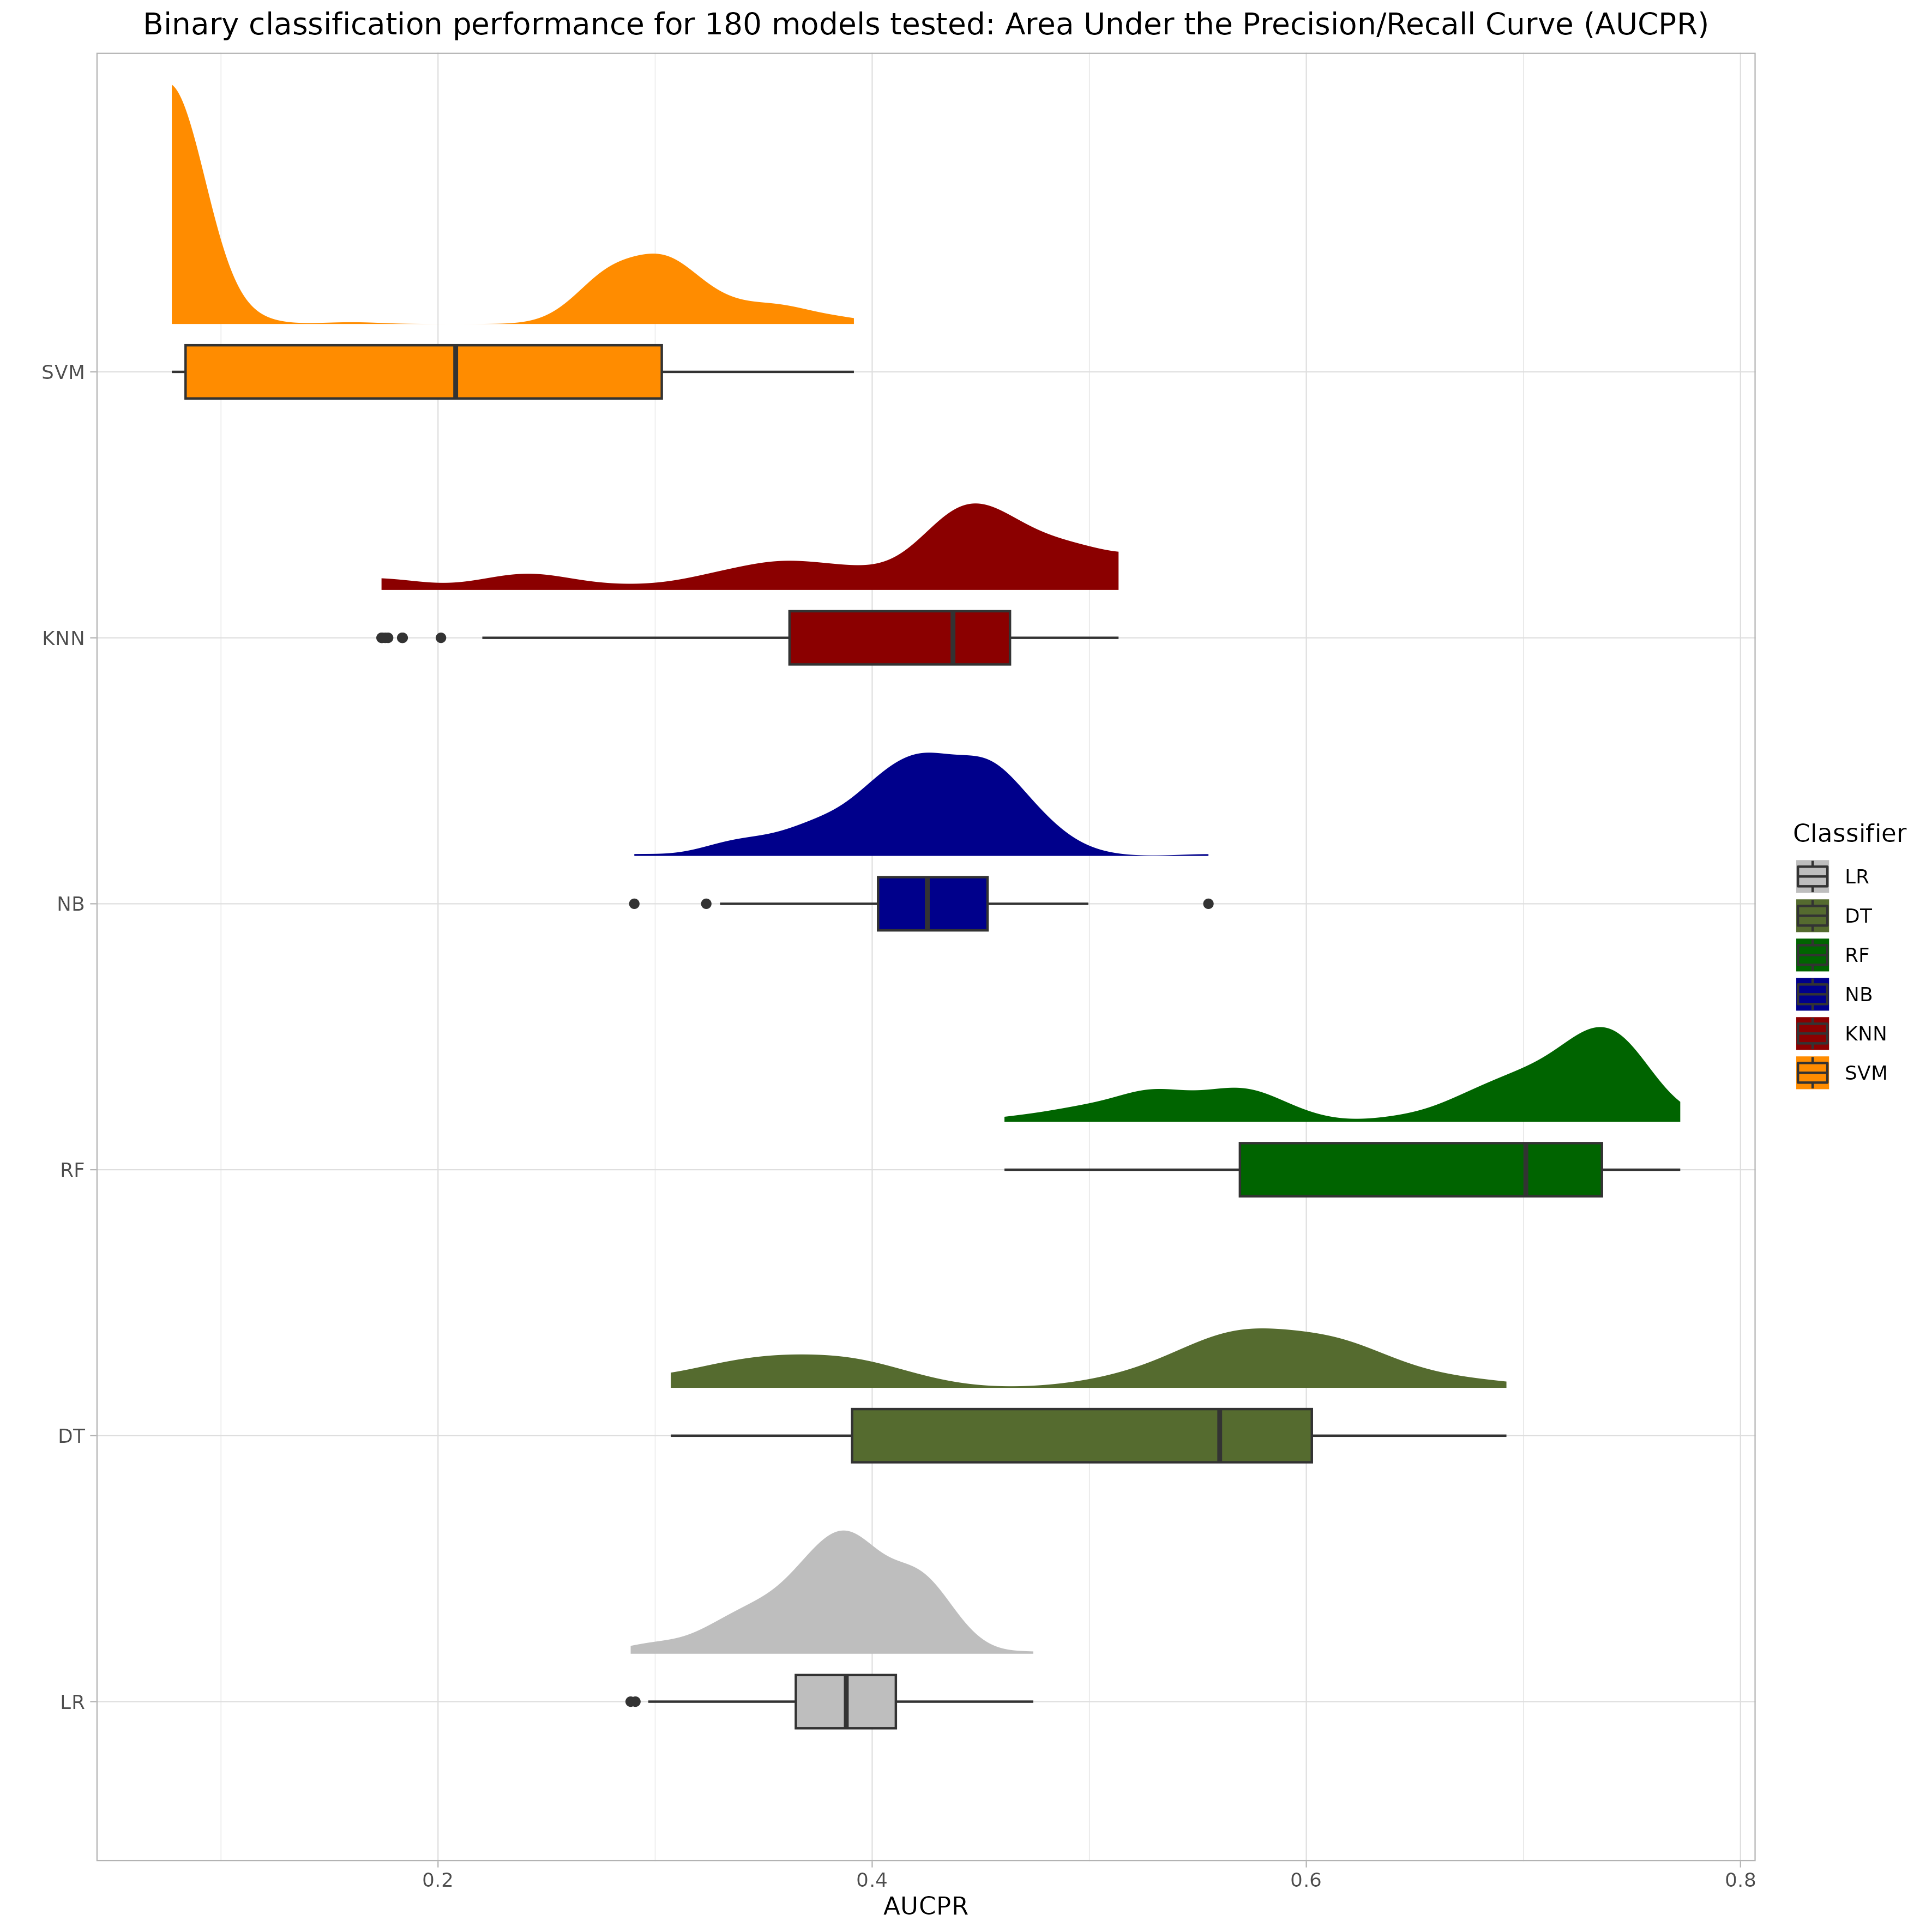 Binary classification performance for 180 models tested: Area Under the Precision/Recall Curve (AUCPR)
SVM
KNN
NB
RF
DT
LR
0.2
0.4
0.6
0.8
AUCPR
Classifier
LR
DT
RF
NB
KNN
SVM